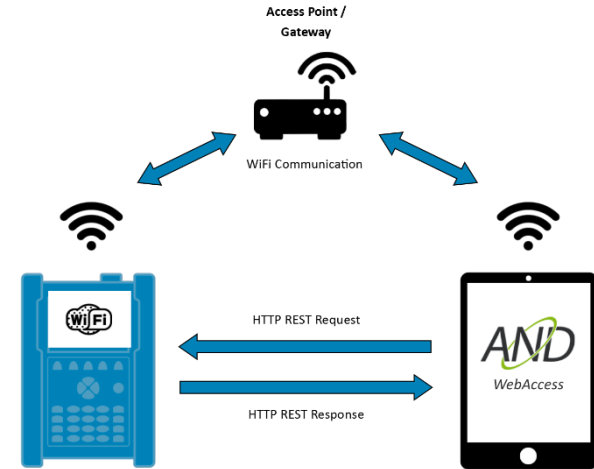 Access Point /
Gateway
WiFi Communication
WiFi
HTTP REST Request
AND
WebAccess
HTTP REST Response